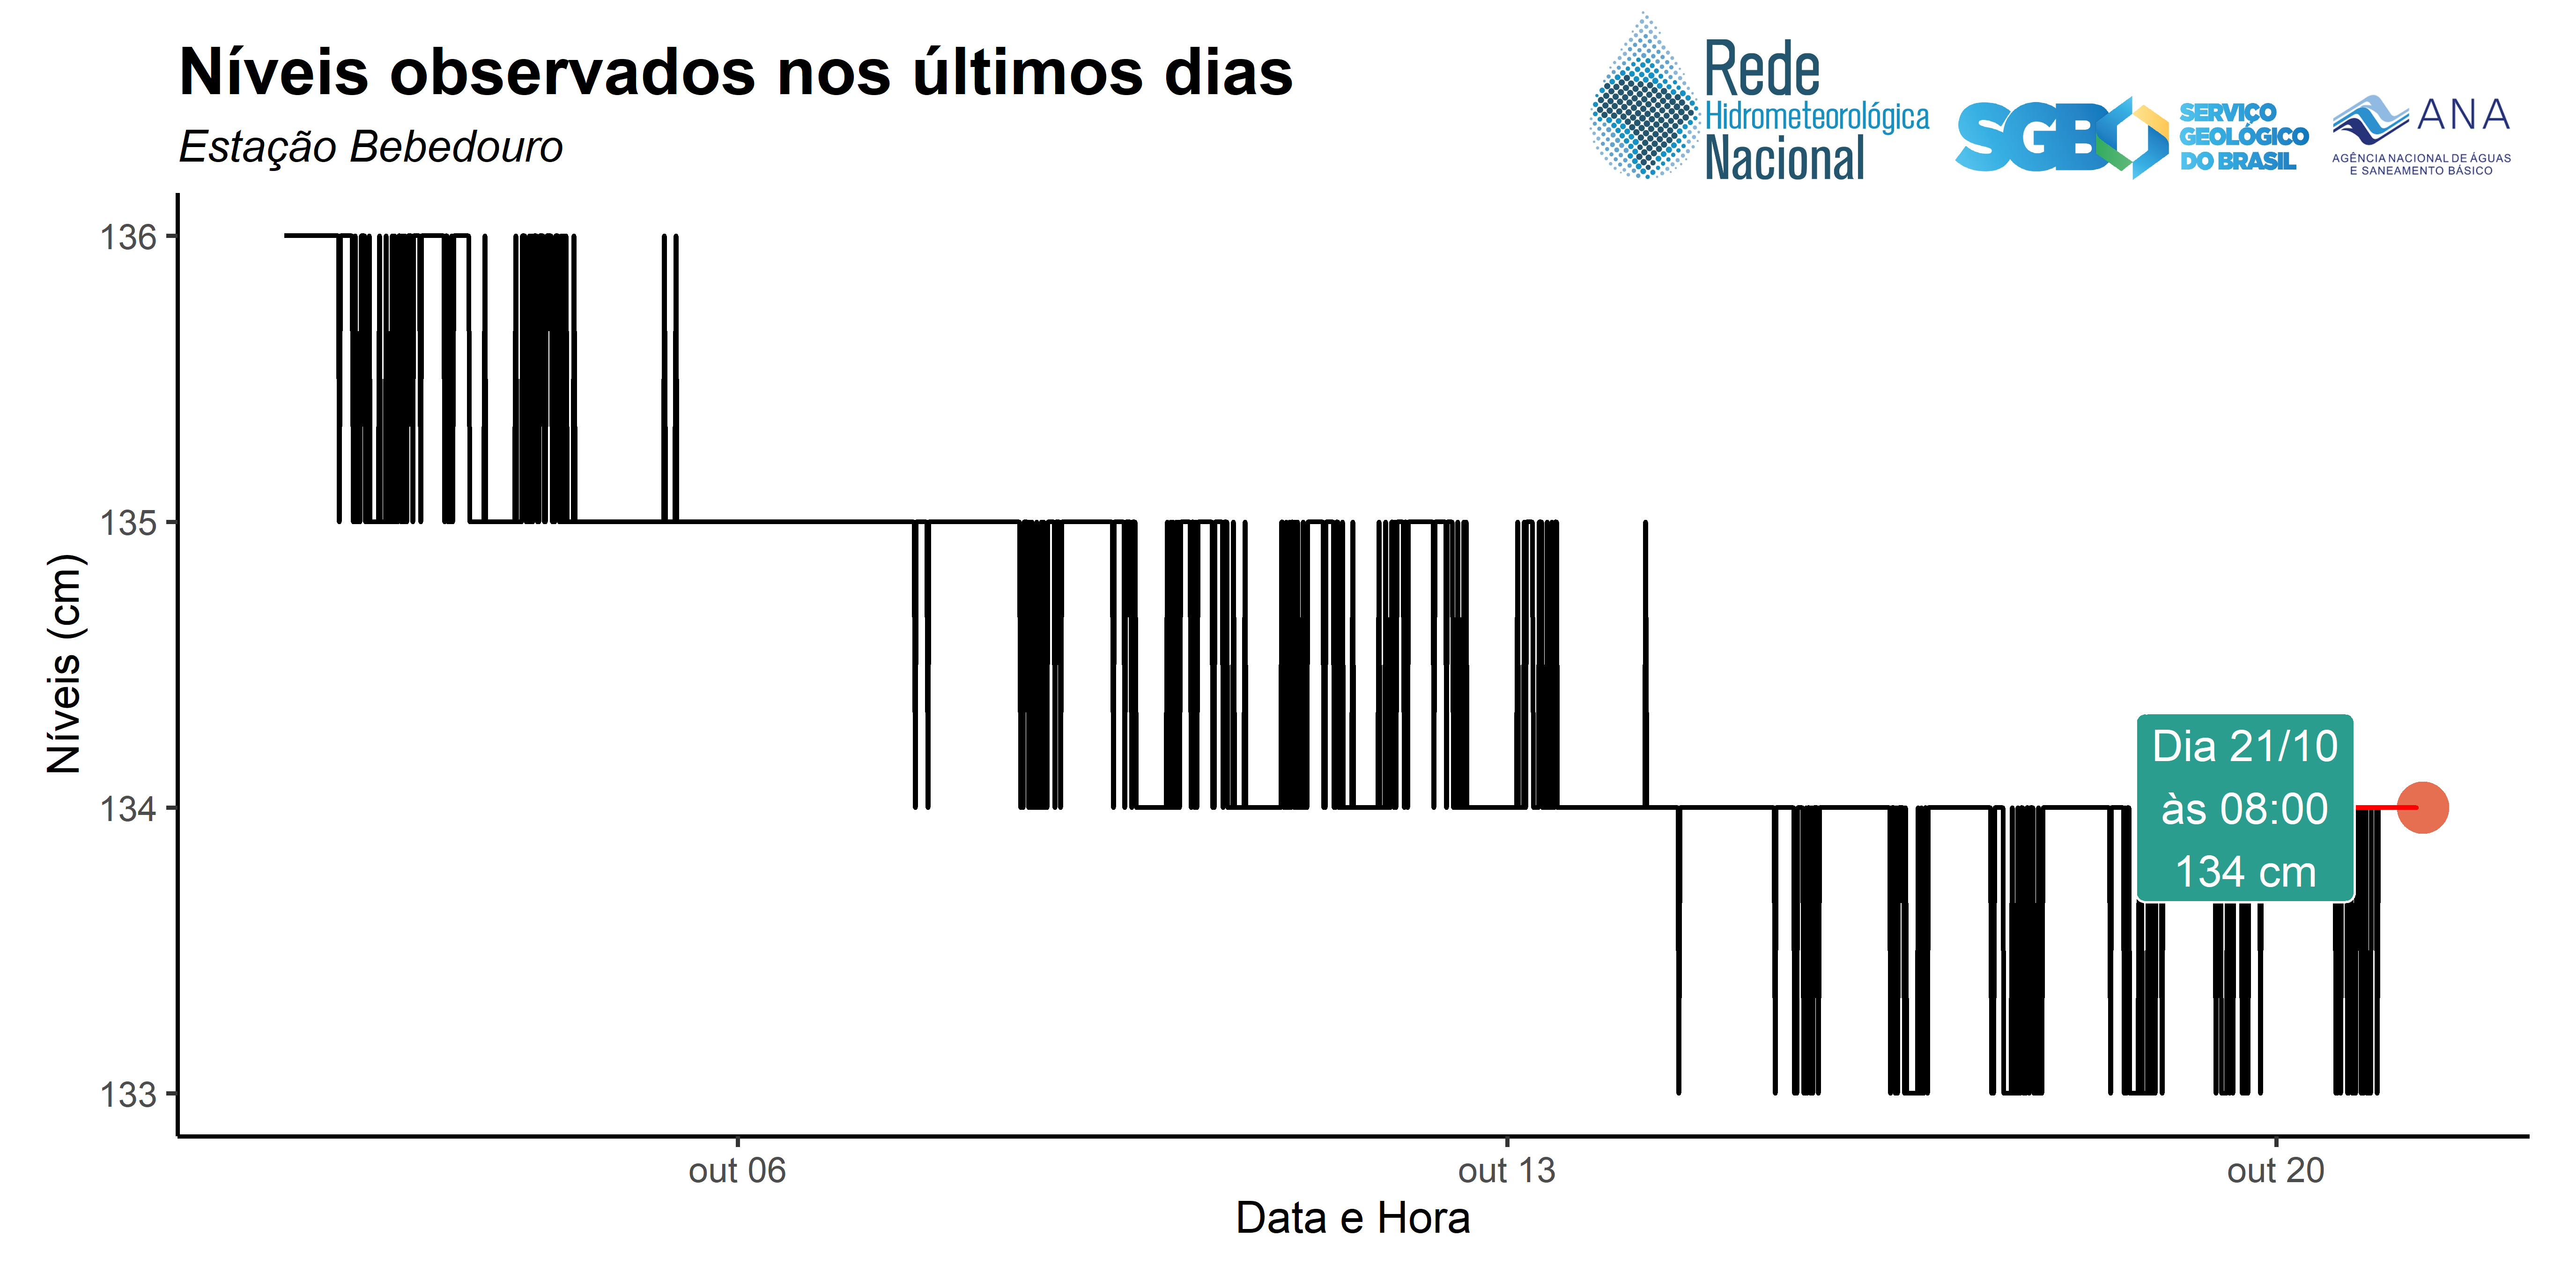 Níveis observados nos últimos dias
Estação Bebedouro
Rede
Hidrometeorológica
Nacional
SGB
SERVIÇO
GEOLÓGICO
DO BRASIL
ANA
AGÊNCIA NACIONAL DE ÁGUAS
E SANEAMENTO BÁSICO
136
135
134
133
Níveis (cm)
Dia 21/10
às 08:00
134 cm
out 06
out 13
out 20
Data e Hora